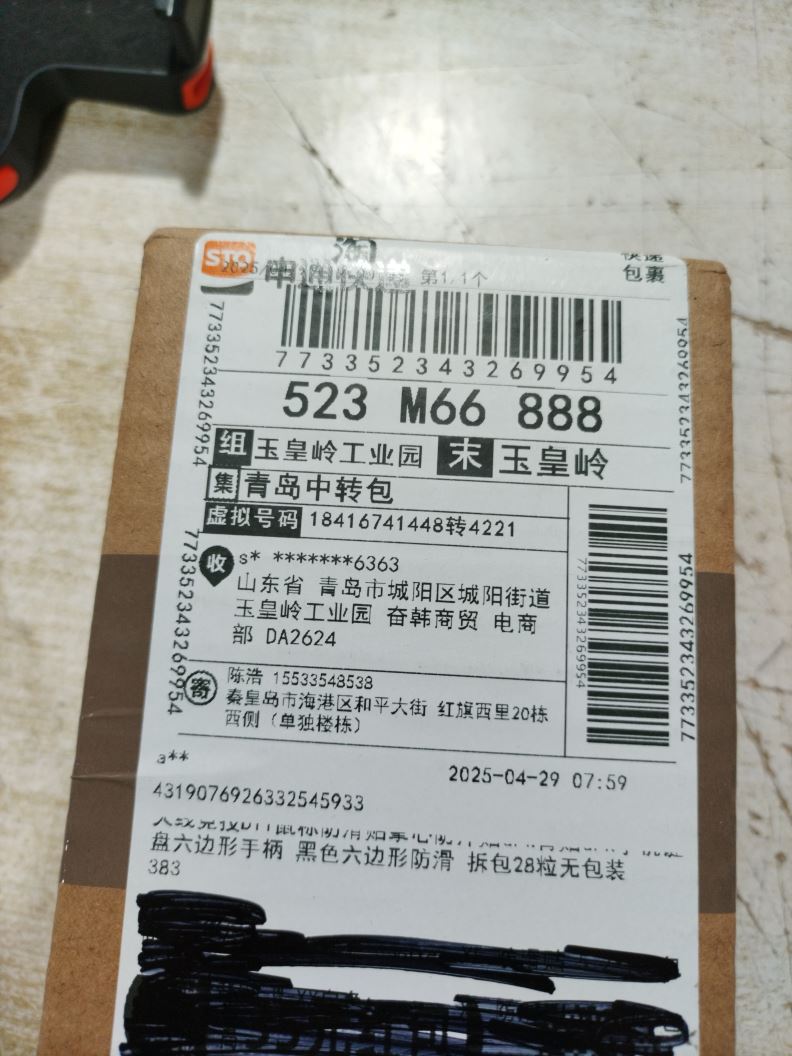 STO
淘
快递
包裹
第1/1个
773352343269954
523 M66 888
组 玉皇岭工业园 末 玉皇岭
集 青岛中转包
虚拟号码 18416741448转4221
收 s* *******6363
山东省 青岛市城阳区城阳街道
玉皇岭工业园 奋韩商贸 电商
部 DA2624
寄 陈浩 15533548538
秦皇岛市海港区和平大街 红旗西里20栋
西侧（单独楼栋）
773352343269954
773352343269954
773352343269954
773352343269954
773352343269954
a**
2025-04-29 07:59
4319076926332545933
盘六边形手柄 黑色六边形防滑 拆包28粒无包装
383